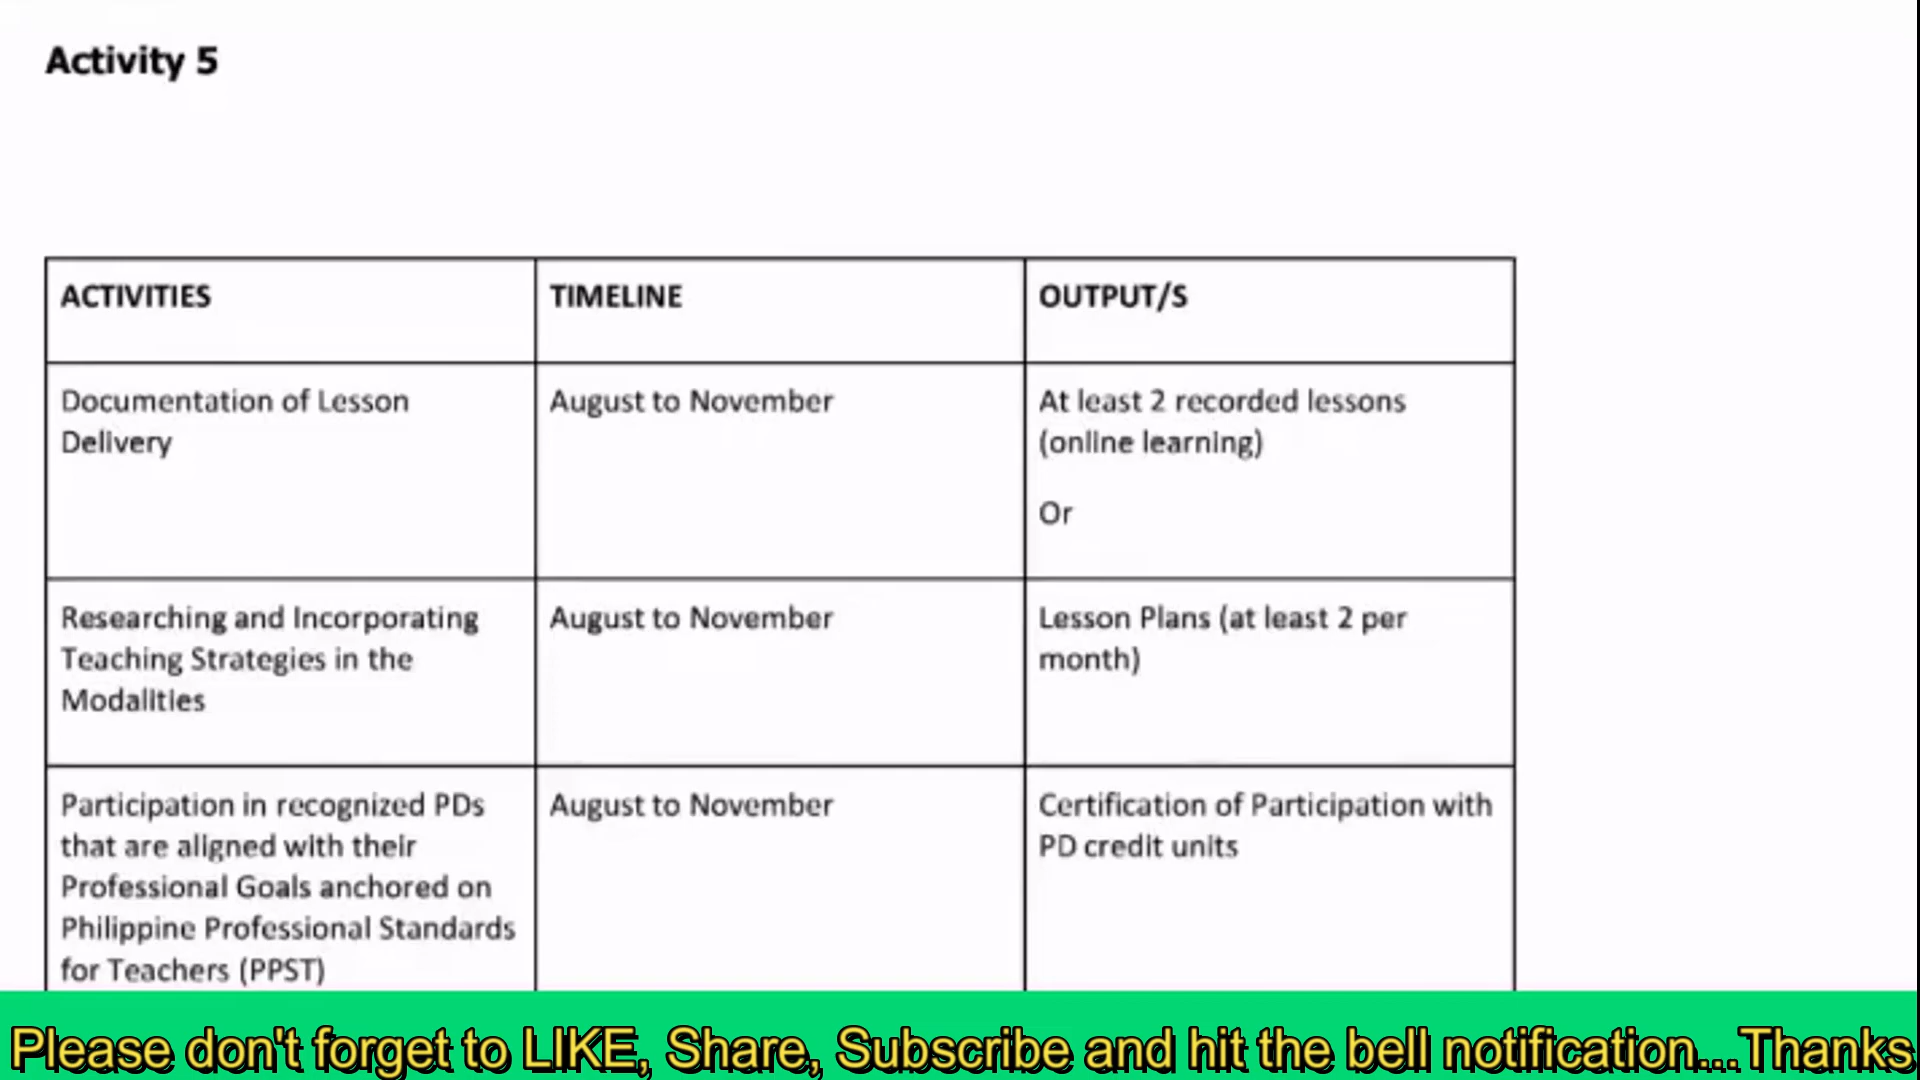 Activity 5
ACTIVITIES
TIMELINE
OUTPUT/S
Documentation of Lesson
Delivery
August to November
At least 2 recorded lessons
(online learning)
Or
Researching and Incorporating
Teaching Strategies in the
Modalities
August to November
Lesson Plans (at least 2 per
month)
Participation in recognized PDs
that are aligned with their
Professional Goals anchored on
Philippine Professional Standards
for Teachers (PPST)
August to November
Certification of Participation with
PD credit units
Please don't forget to LIKE, Share, Subscribe and hit the bell notification...Thanks